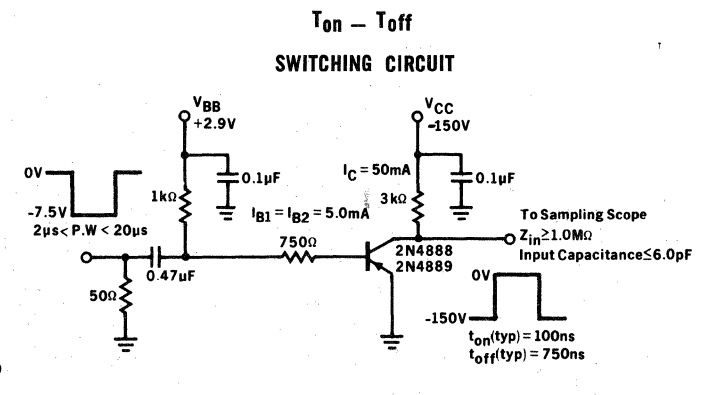 Ton — Toff
SWITCHING CIRCUIT
VBB
+2.9V
VCC
-150V
0V
-7.5V
2μs< P.W < 20μs
1kΩ
0.1μF
IC = 50mA
3kΩ
0.1μF
IB1 = IB2 = 5.0mA
750Ω
To Sampling Scope
Zin≥1.0MΩ
Input Capacitance≤6.0pF
2N4888
2N4889
0.47μF
50Ω
0V
-150V
ton(typ) = 100ns
toff(typ) = 750ns